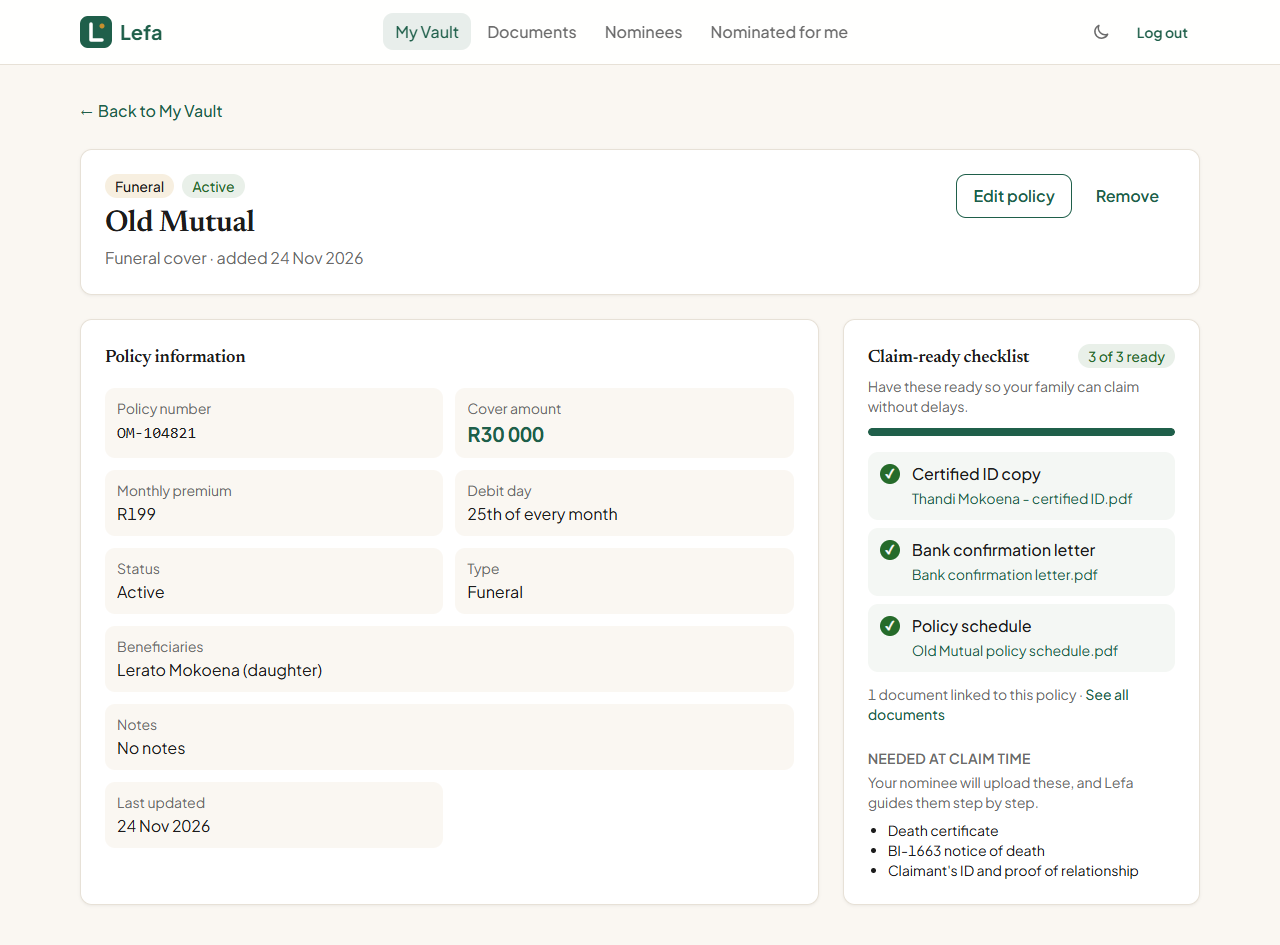 Lefa
My Vault
Documents
Nominees
Nominated for me
Log out
← Back to My Vault
Funeral
Active
Old Mutual
Funeral cover · added 24 Nov 2026
Edit policy
Remove
Policy information
Policy number
OM-104821
Cover amount
R30 000
Monthly premium
R199
Debit day
25th of every month
Status
Active
Type
Funeral
Beneficiaries
Lerato Mokoena (daughter)
Notes
No notes
Last updated
24 Nov 2026
Claim-ready checklist
3 of 3 ready
Have these ready so your family can claim
without delays.
Certified ID copy
Thandi Mokoena - certified ID.pdf
Bank confirmation letter
Bank confirmation letter.pdf
Policy schedule
Old Mutual policy schedule.pdf
1 document linked to this policy · See all
documents
NEEDED AT CLAIM TIME
Your nominee will upload these, and Lefa
guides them step by step.
• Death certificate
• BI-1663 notice of death
• Claimant's ID and proof of relationship